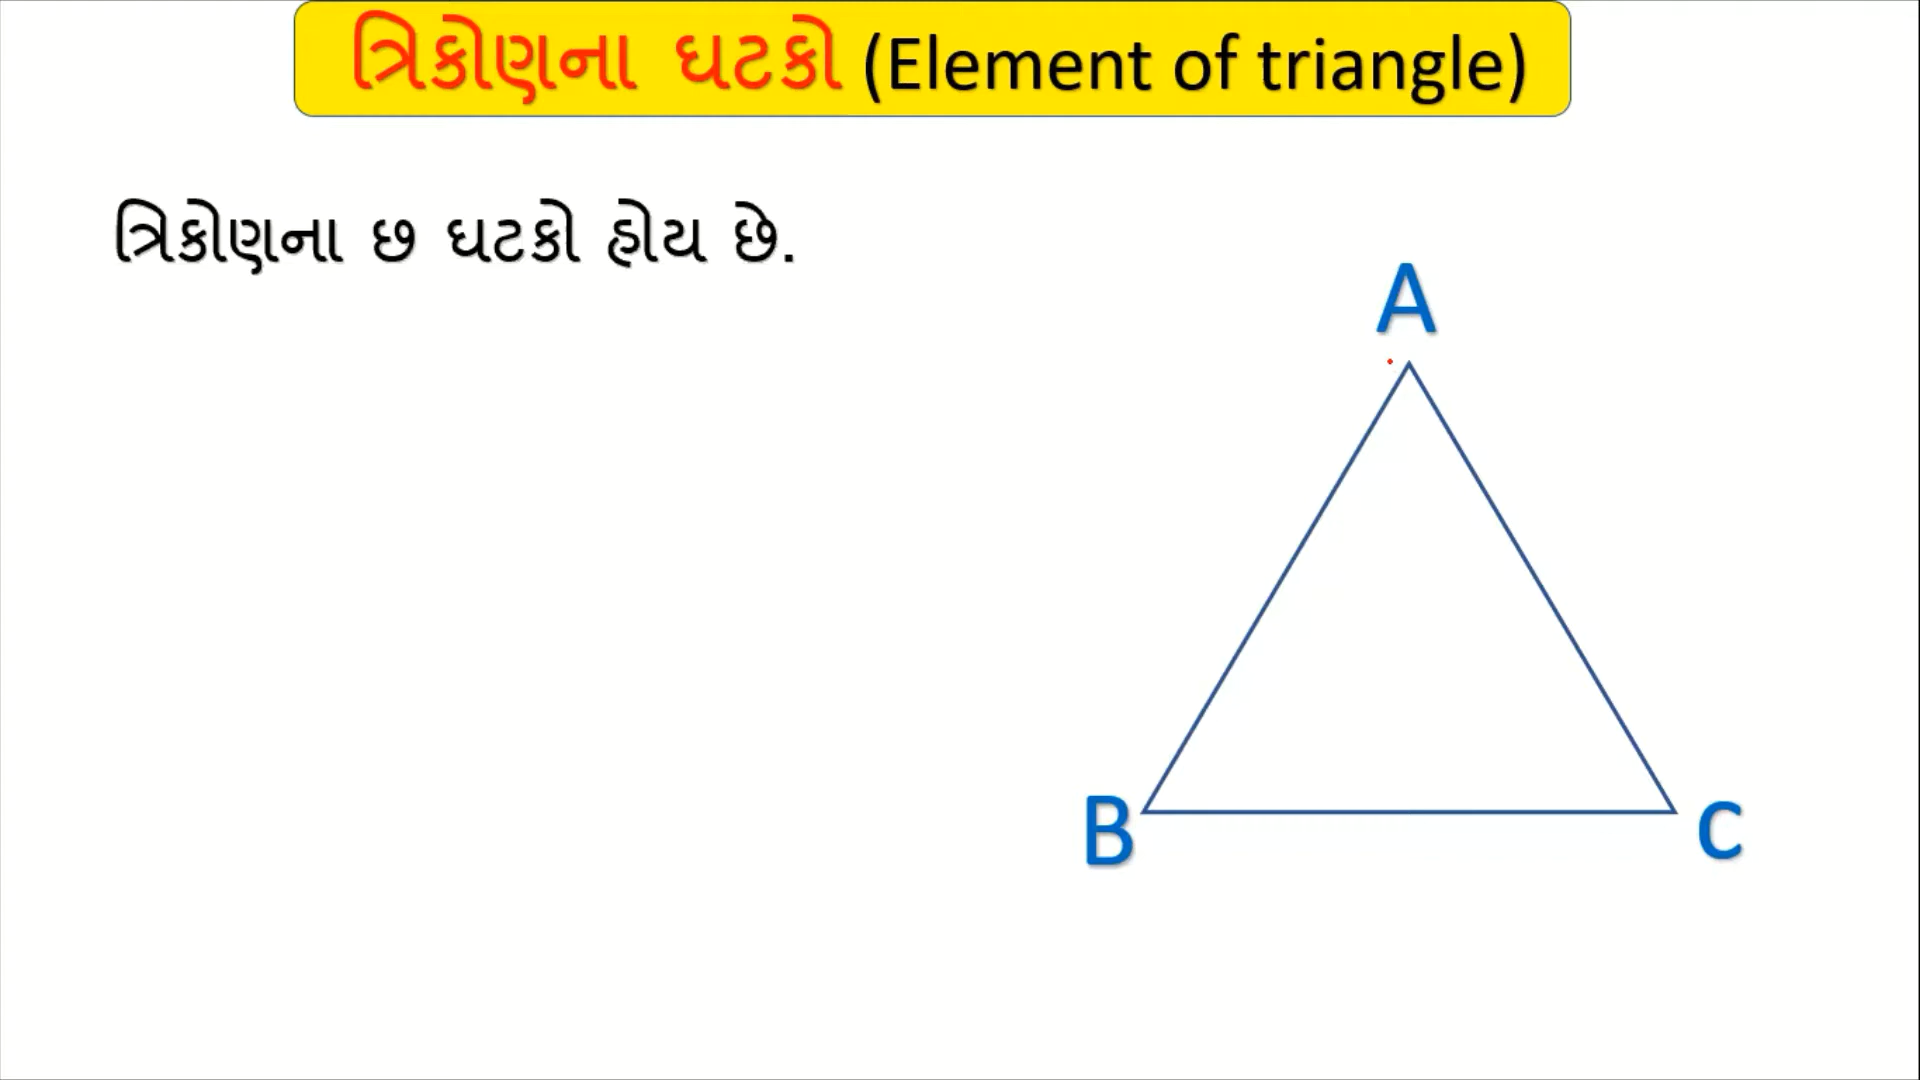 ત્રિકોણના ઘટકો (Element of triangle)
ત્રિકોણના છ ઘટકો હોય છે.
A
B
C